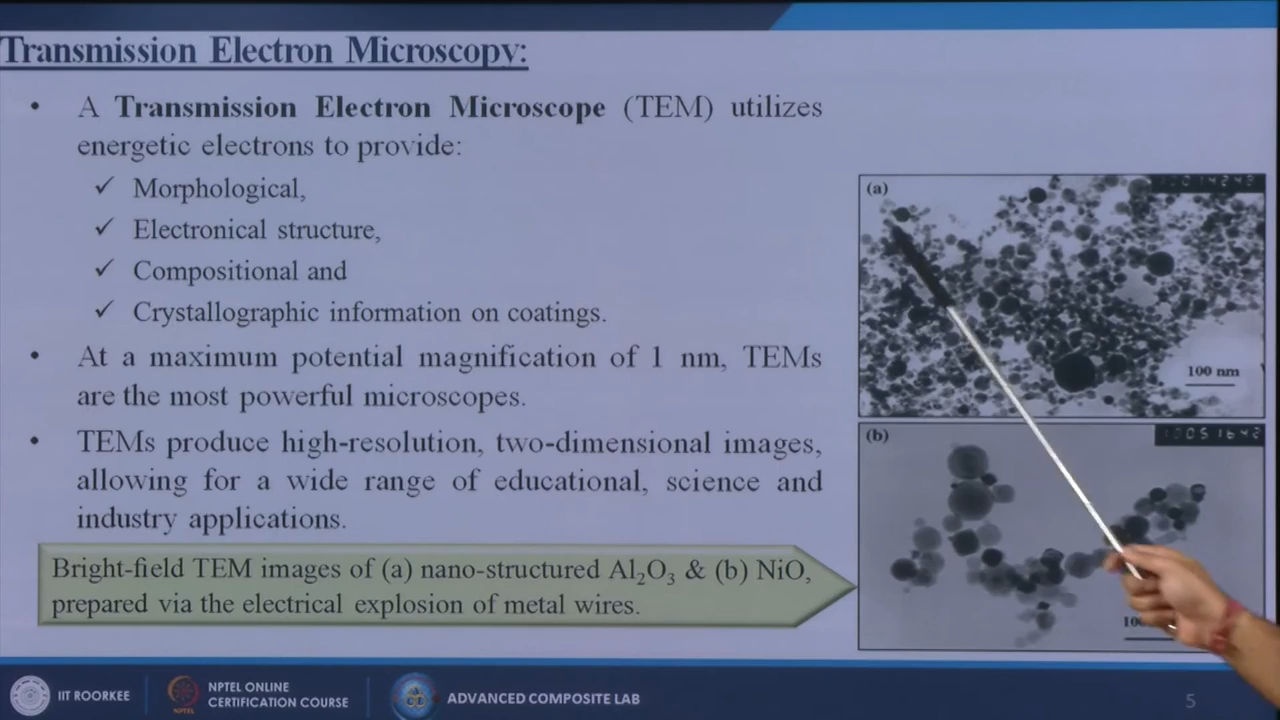 Transmission Electron Microscopy:
• A Transmission Electron Microscope (TEM) utilizes
energetic electrons to provide:
✓ Morphological,
✓ Electronical structure,
✓ Compositional and
✓ Crystallographic information on coatings.
• At a maximum potential magnification of 1 nm, TEMs
are the most powerful microscopes.
• TEMs produce high-resolution, two-dimensional images,
allowing for a wide range of educational, science and
industry applications.
Bright-field TEM images of (a) nano-structured Al₂O₃ & (b) NiO,
prepared via the electrical explosion of metal wires.
(a)
100 nm
(b)
IIT ROORKEE
NPTEL
NPTEL ONLINE
CERTIFICATION COURSE
ADVANCED COMPOSITE LAB
5